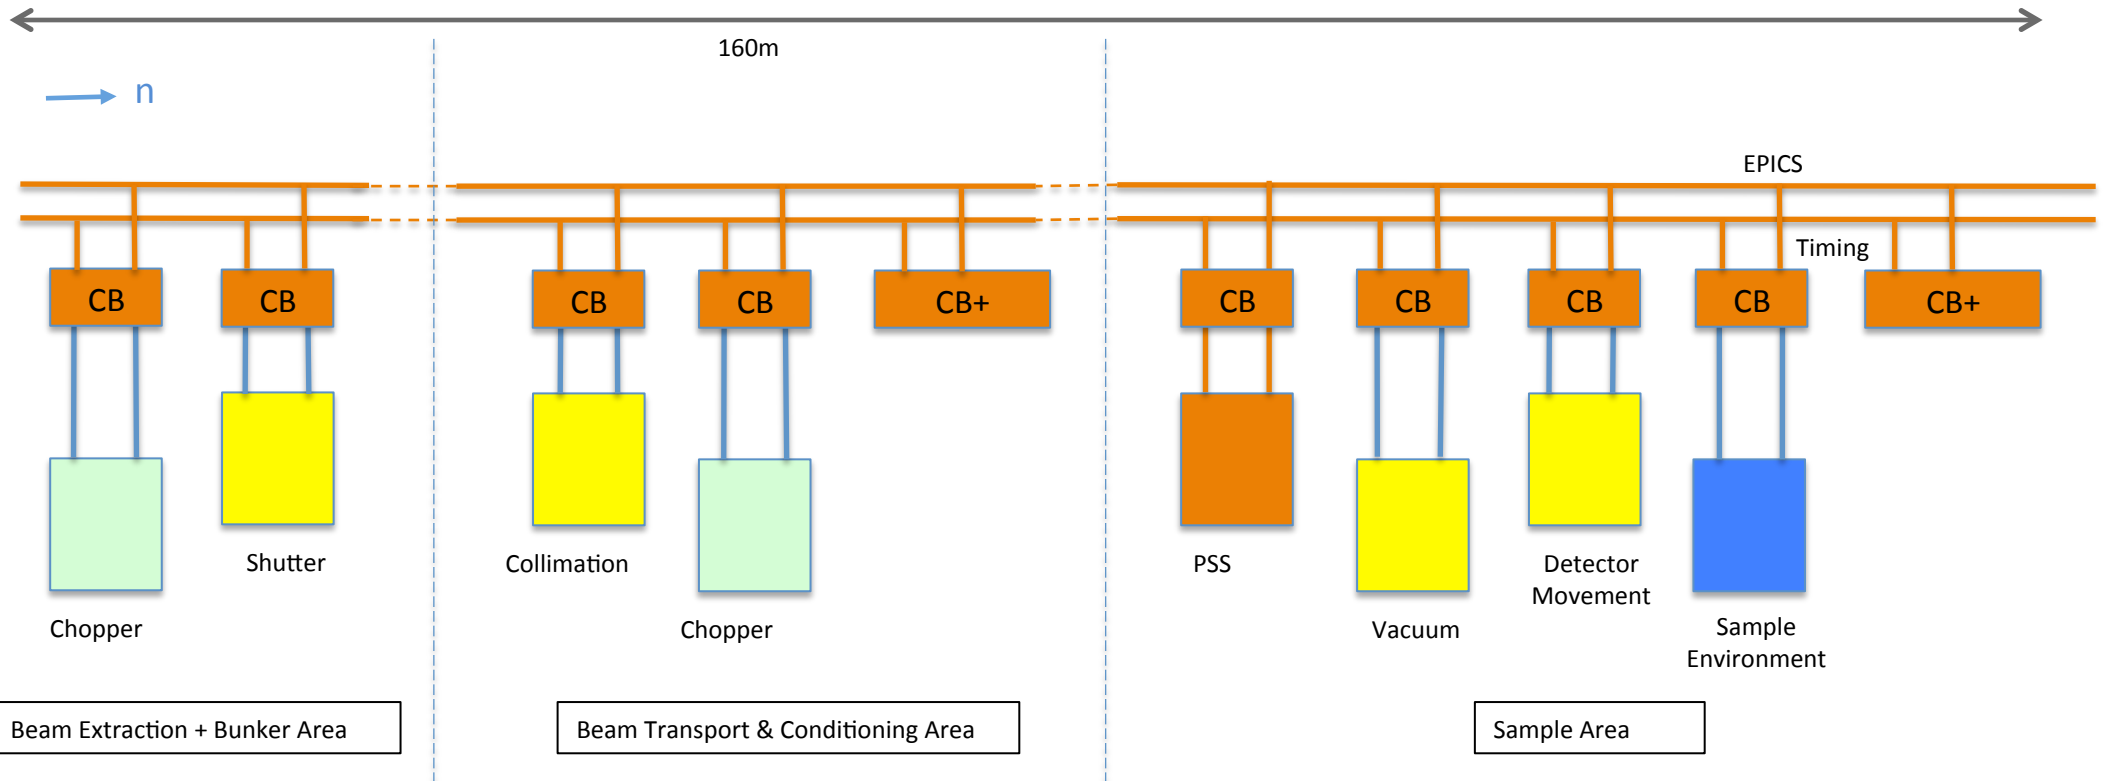 160m
n
EPICS
Timing
CB
CB
CB
CB
CB+
CB
CB
CB
CB
CB+
Shutter
Collimation
PSS
Detector
Movement
Chopper
Chopper
Vacuum
Sample
Environment
Beam Extraction + Bunker Area
Beam Transport & Conditioning Area
Sample Area